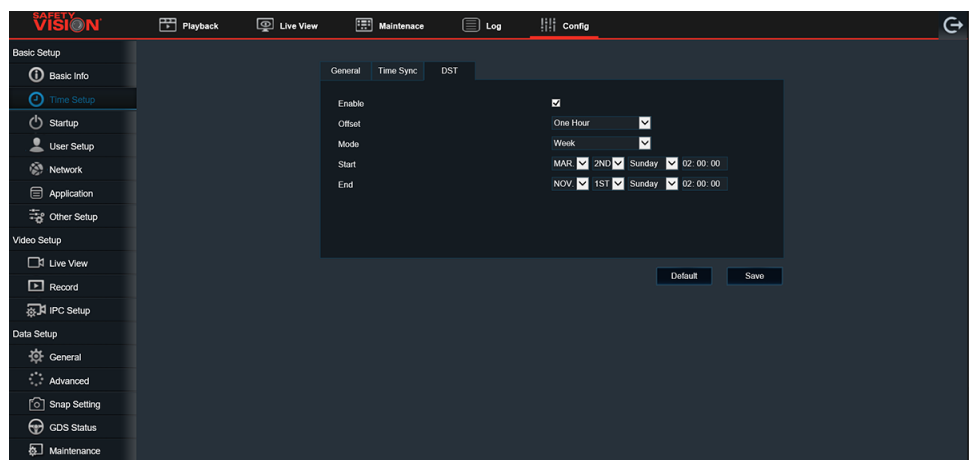 SAFETY
VISION
Playback
Live View
Maintenace
Log
Config
Basic Setup
Basic Info
Time Setup
Startup
User Setup
Network
Application
Other Setup
Video Setup
Live View
Record
IPC Setup
Data Setup
General
Advanced
Snap Setting
GDS Status
Maintenance
General Time Sync DST
Enable
Offset One Hour
Mode Week
Start MAR. 2ND Sunday 02: 00: 00
End NOV. 1ST Sunday 02: 00: 00
Default Save